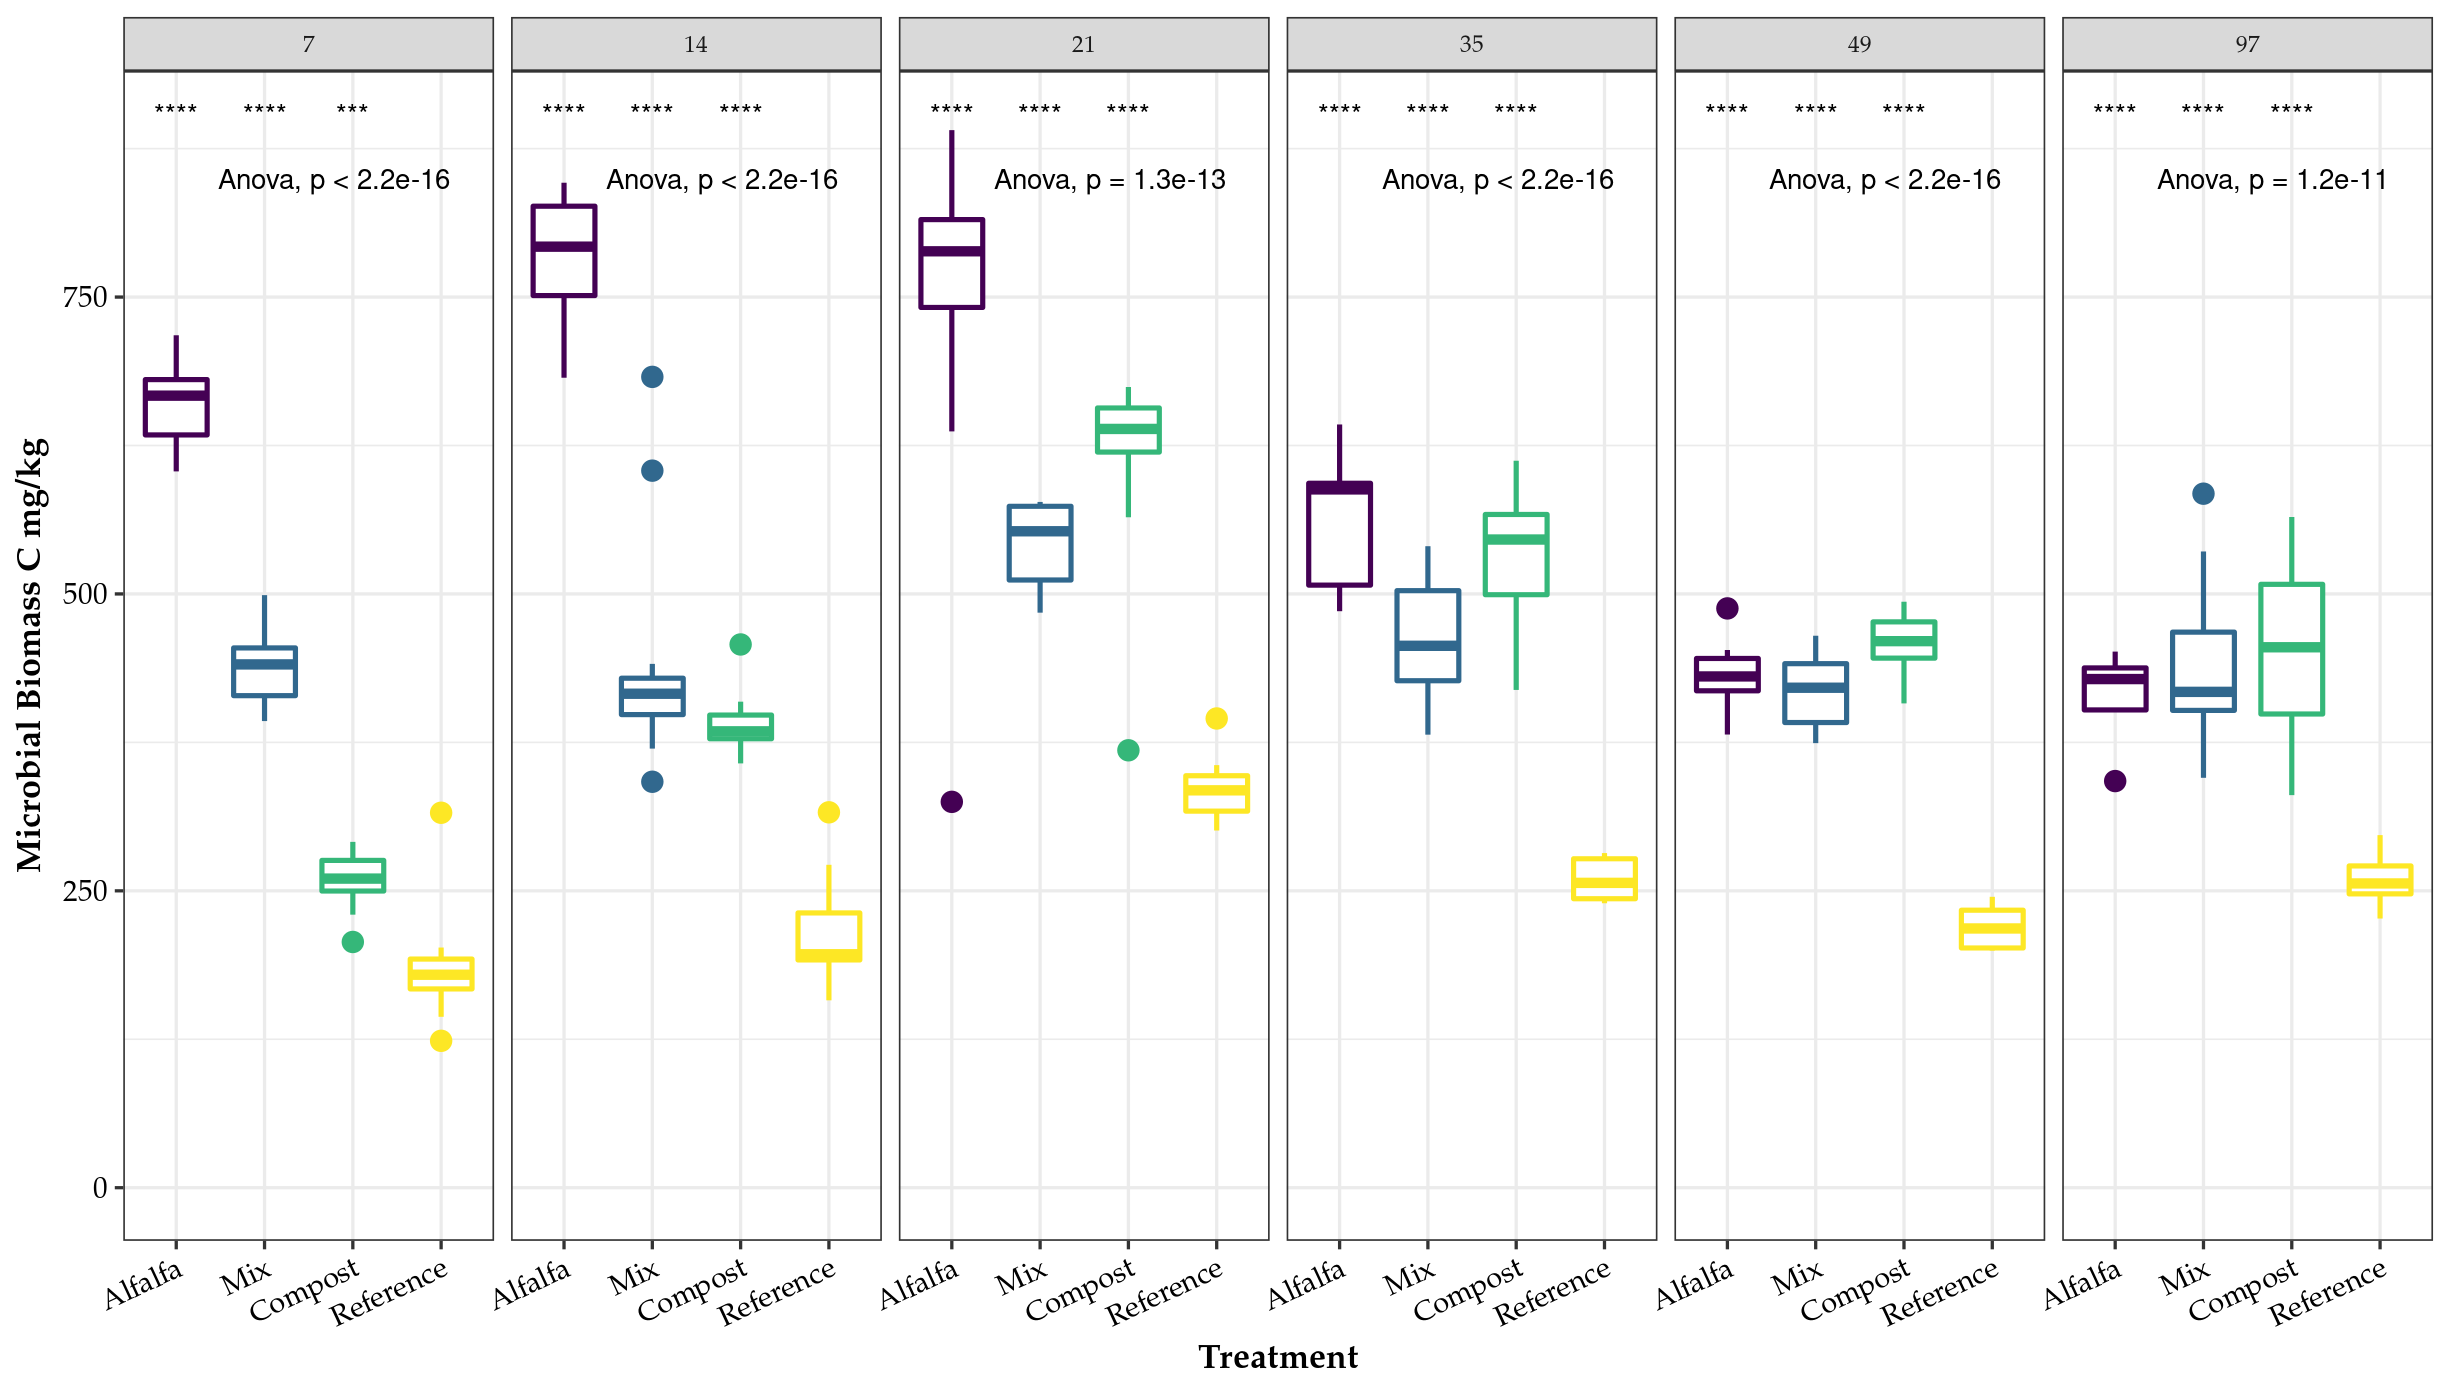 7 14 21 35 49 97
**** **** *** **** **** **** **** **** **** **** **** **** **** **** **** **** **** ****
Anova, p < 2.2e-16 Anova, p < 2.2e-16 Anova, p = 1.3e-13 Anova, p < 2.2e-16 Anova, p < 2.2e-16 Anova, p = 1.2e-11
750
500
250
0
Microbial Biomass C mg/kg
Alfalfa Mix Compost Reference Alfalfa Mix Compost Reference Alfalfa Mix Compost Reference Alfalfa Mix Compost Reference Alfalfa Mix Compost Reference Alfalfa Mix Compost Reference
Treatment